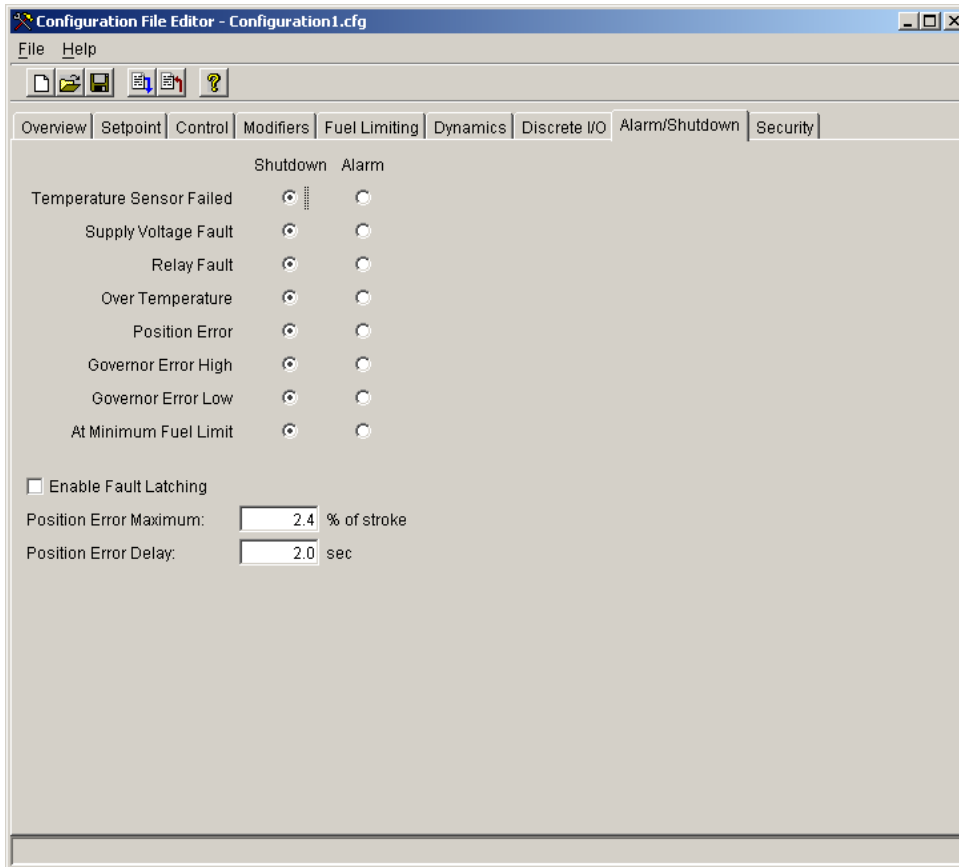 Configuration File Editor - Configuration1.cfg
File Help
Overview Setpoint Control Modifiers Fuel Limiting Dynamics Discrete I/O Alarm/Shutdown Security
Shutdown Alarm
Temperature Sensor Failed
Supply Voltage Fault
Relay Fault
Over Temperature
Position Error
Governor Error High
Governor Error Low
At Minimum Fuel Limit
Enable Fault Latching
Position Error Maximum: 2.4 % of stroke
Position Error Delay: 2.0 sec